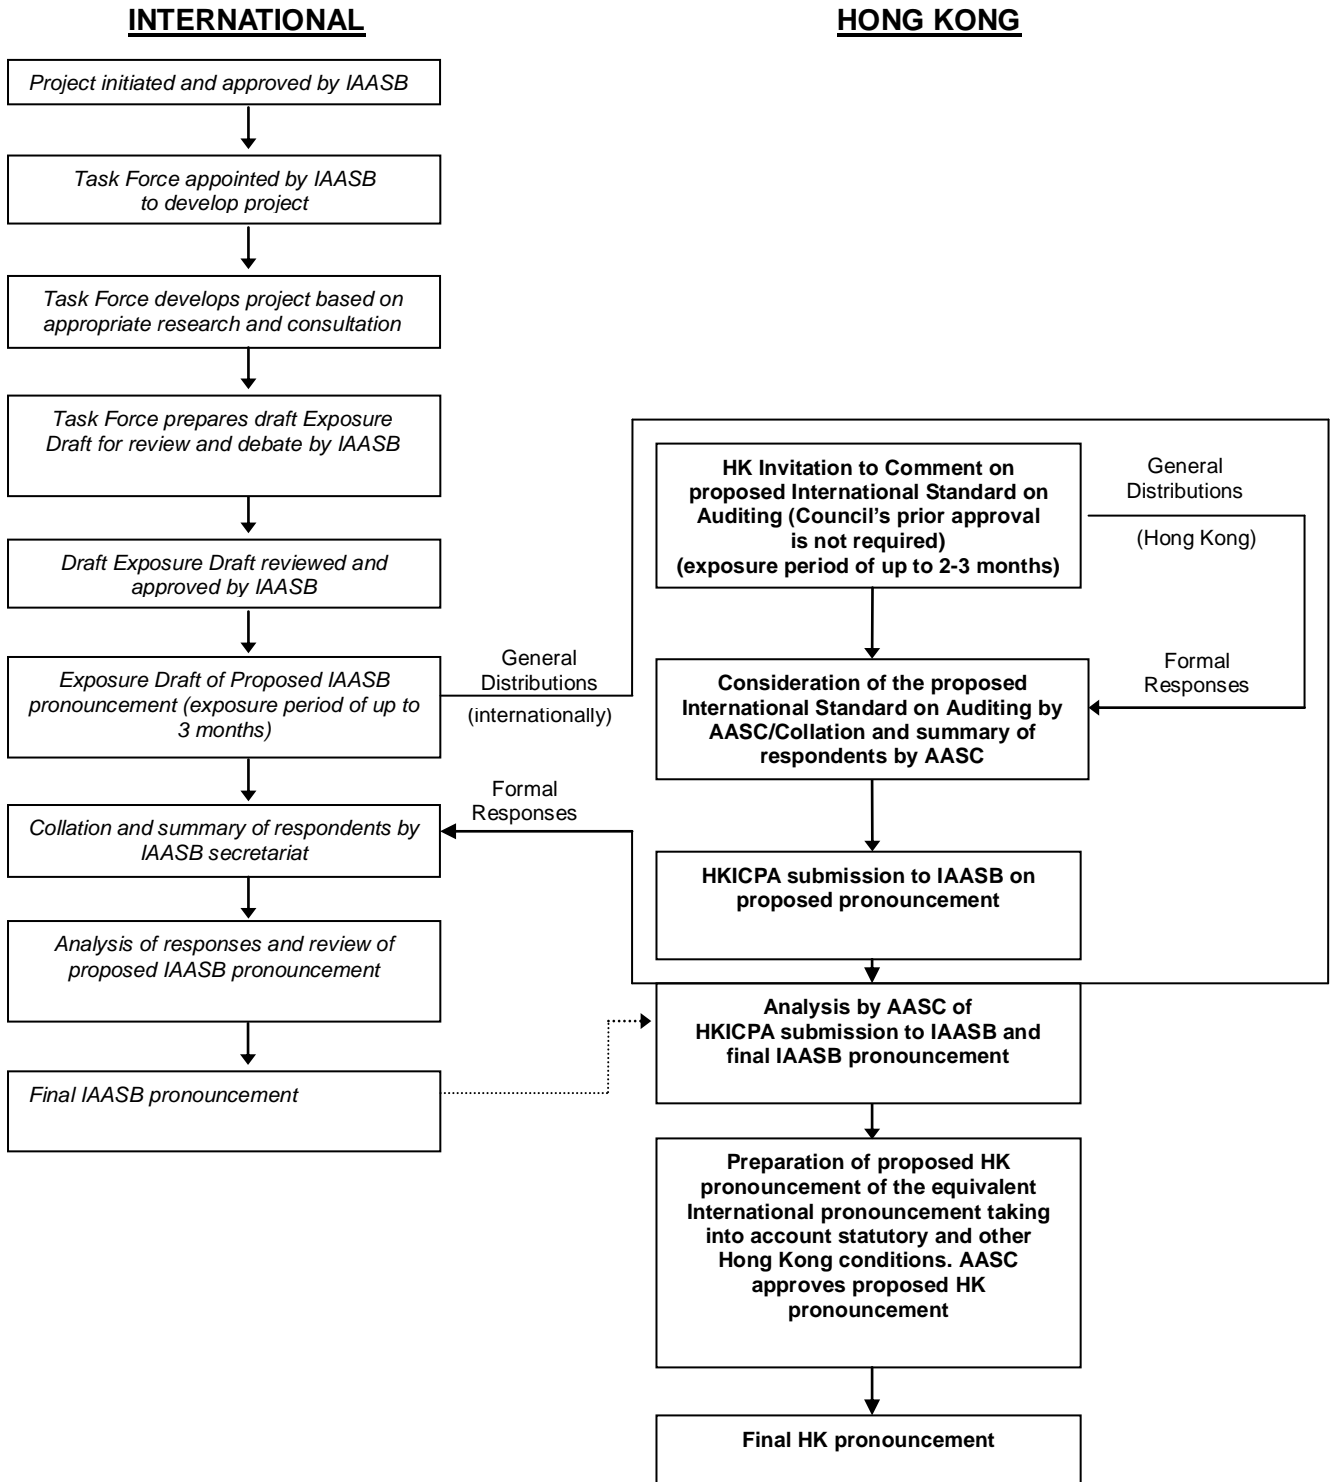 INTERNATIONAL
Project initiated and approved by IAASB
Task Force appointed by IAASB
to develop project
Task Force develops project based on
appropriate research and consultation
Task Force prepares draft Exposure
Draft for review and debate by IAASB
Draft Exposure Draft reviewed and
approved by IAASB
Exposure Draft of Proposed IAASB
pronouncement (exposure period of up to
3 months)
General
Distributions
(internationally)
Formal
Responses
Collation and summary of respondents by
IAASB secretariat
Analysis of responses and review of
proposed IAASB pronouncement
Final IAASB pronouncement
HONG KONG
HK Invitation to Comment on
proposed International Standard on
Auditing (Council's prior approval
is not required)
(exposure period of up to 2-3 months)
General
Distributions
(Hong Kong)
Formal
Responses
Consideration of the proposed
International Standard on Auditing by
AASC/Collation and summary of
respondents by AASC
HKICPA submission to IAASB on
proposed pronouncement
Analysis by AASC of
HKICPA submission to IAASB and
final IAASB pronouncement
Preparation of proposed HK
pronouncement of the equivalent
International pronouncement taking
into account statutory and other
Hong Kong conditions. AASC
approves proposed HK
pronouncement
Final HK pronouncement